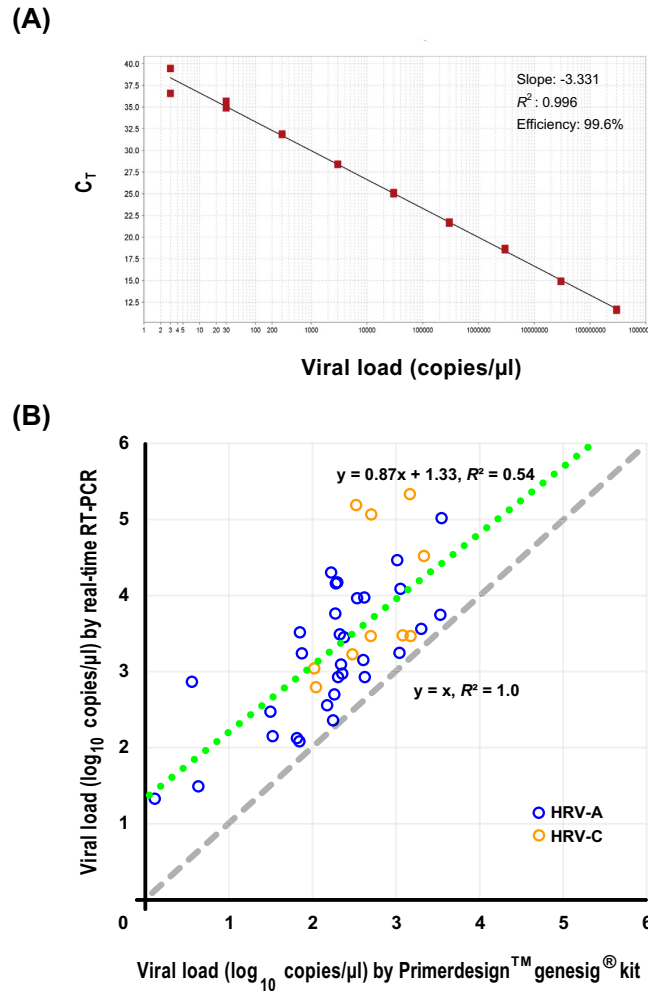 (A)
40.0
37.5
35.0
32.5
30.0
27.5
25.0
22.5
20.0
17.5
15.0
12.5
C_T
Slope: -3.331
R²: 0.996
Efficiency: 99.6%
1 2 3 4 5 10 20 30 100 200 1000 10000 100000 1000000 10000000 100000
Viral load (copies/µl)
(B)
6
5
4
3
2
1
Viral load (log₁₀ copies/µl) by real-time RT-PCR
y = 0.87x + 1.33, R² = 0.54
y = x, R² = 1.0
HRV-A
HRV-C
0 1 2 3 4 5 6
Viral load (log₁₀ copies/µl) by Primerdesign™ genesig® kit